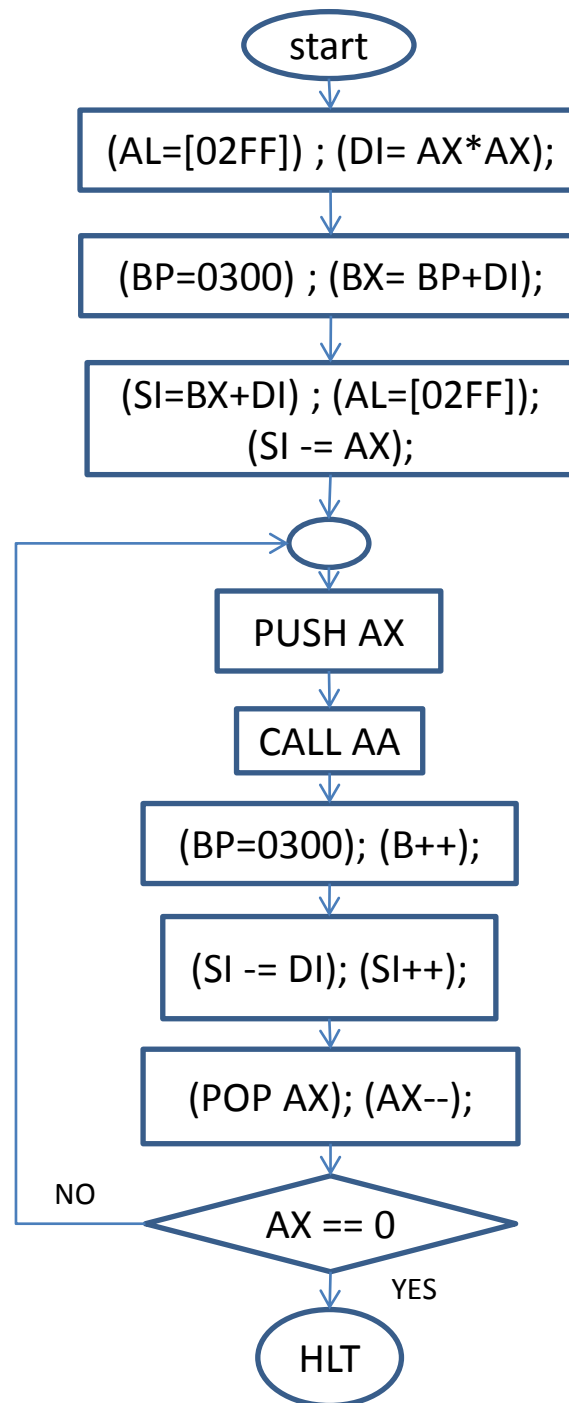 start
(AL=[02FF]) ; (DI= AX*AX);
(BP=0300) ; (BX= BP+DI);
(SI=BX+DI) ; (AL=[02FF];
(SI -= AX);
PUSH AX
CALL AA
(BP=0300); (B++);
(SI -= DI); (SI++);
(POP AX); (AX--);
NO
AX == 0
YES
HLT